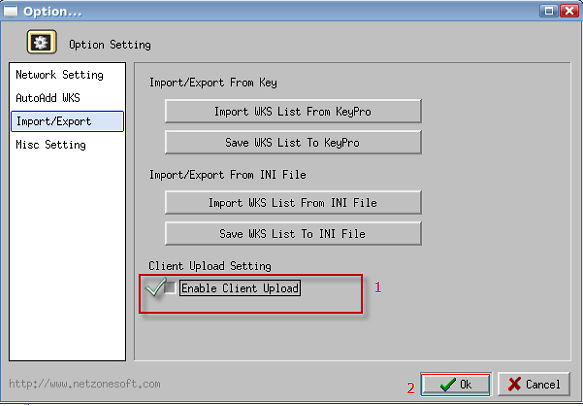 Option...
Option Setting
Network Setting
AutoAdd WKS
Import/Export
Misc Setting
Import/Export From Key
Import WKS List From KeyPro
Save WKS List To KeyPro
Import/Export From INI File
Import WKS List From INI File
Save WKS List To INI File
Client Upload Setting
Enable Client Upload
1
http://www.netzonesoft.com
2
Ok
Cancel